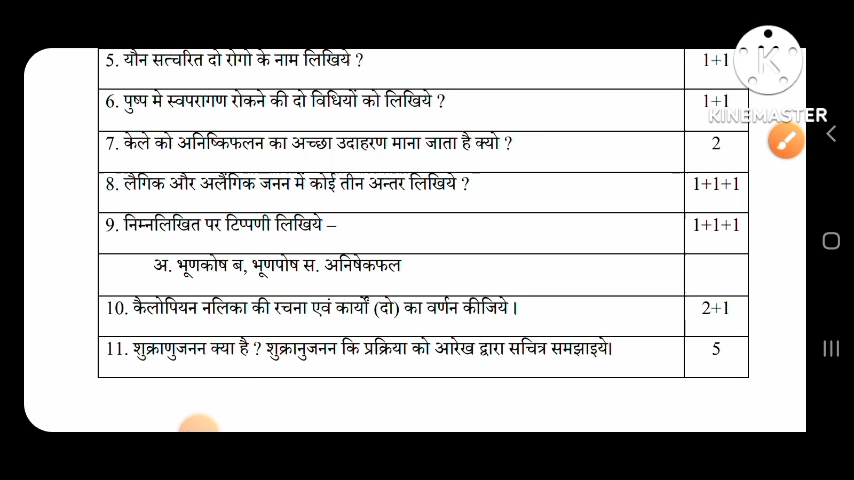 5. यौन सत्चरित दो रोगो के नाम लिखिये ? 1+1
6. पुष्प मे स्वपरागण रोकने की दो विधियों को लिखिये ? 1+1
KINEMASTER
7. केले को अनिष्किफलन का अच्छा उदाहरण माना जाता है क्यो ? 2
8. लैगिक और अलैंगिक जनन में कोई तीन अन्तर लिखिये ? 1+1+1
9. निम्नलिखित पर टिप्पणी लिखिये – 1+1+1
अ. भूणकोष ब, भूणपोष स. अनिषेकफल
10. कैलोपियन नलिका की रचना एवं कार्यों (दो) का वर्णन कीजिये । 2+1
11. शुक्राणुजनन क्या है ? शुक्रानुजनन कि प्रक्रिया को आरेख द्वारा सचित्र समझाइये। 5